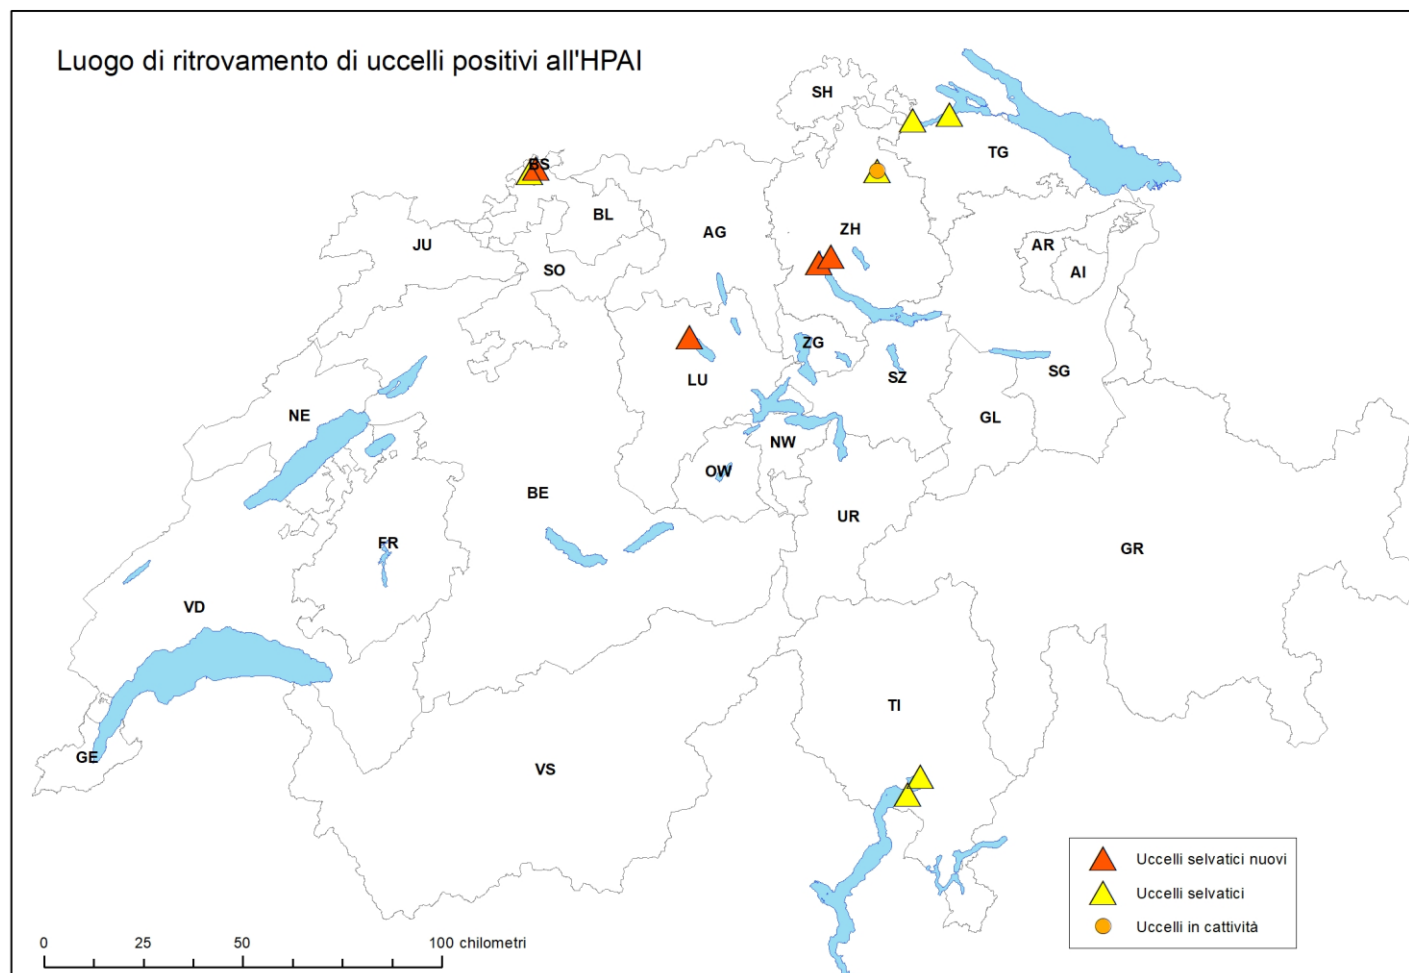 Luogo di ritrovamento di uccelli positivi all'HPAI
SH
TG
BS
BL
AG
ZH
JU
SO
AR
AI
ZG
SZ
SG
LU
NE
GL
NW
OW
BE
UR
FR
GR
VD
TI
GE
VS
Uccelli selvatici nuovi
Uccelli selvatici
Uccelli in cattività
0 25 50 100 chilometri